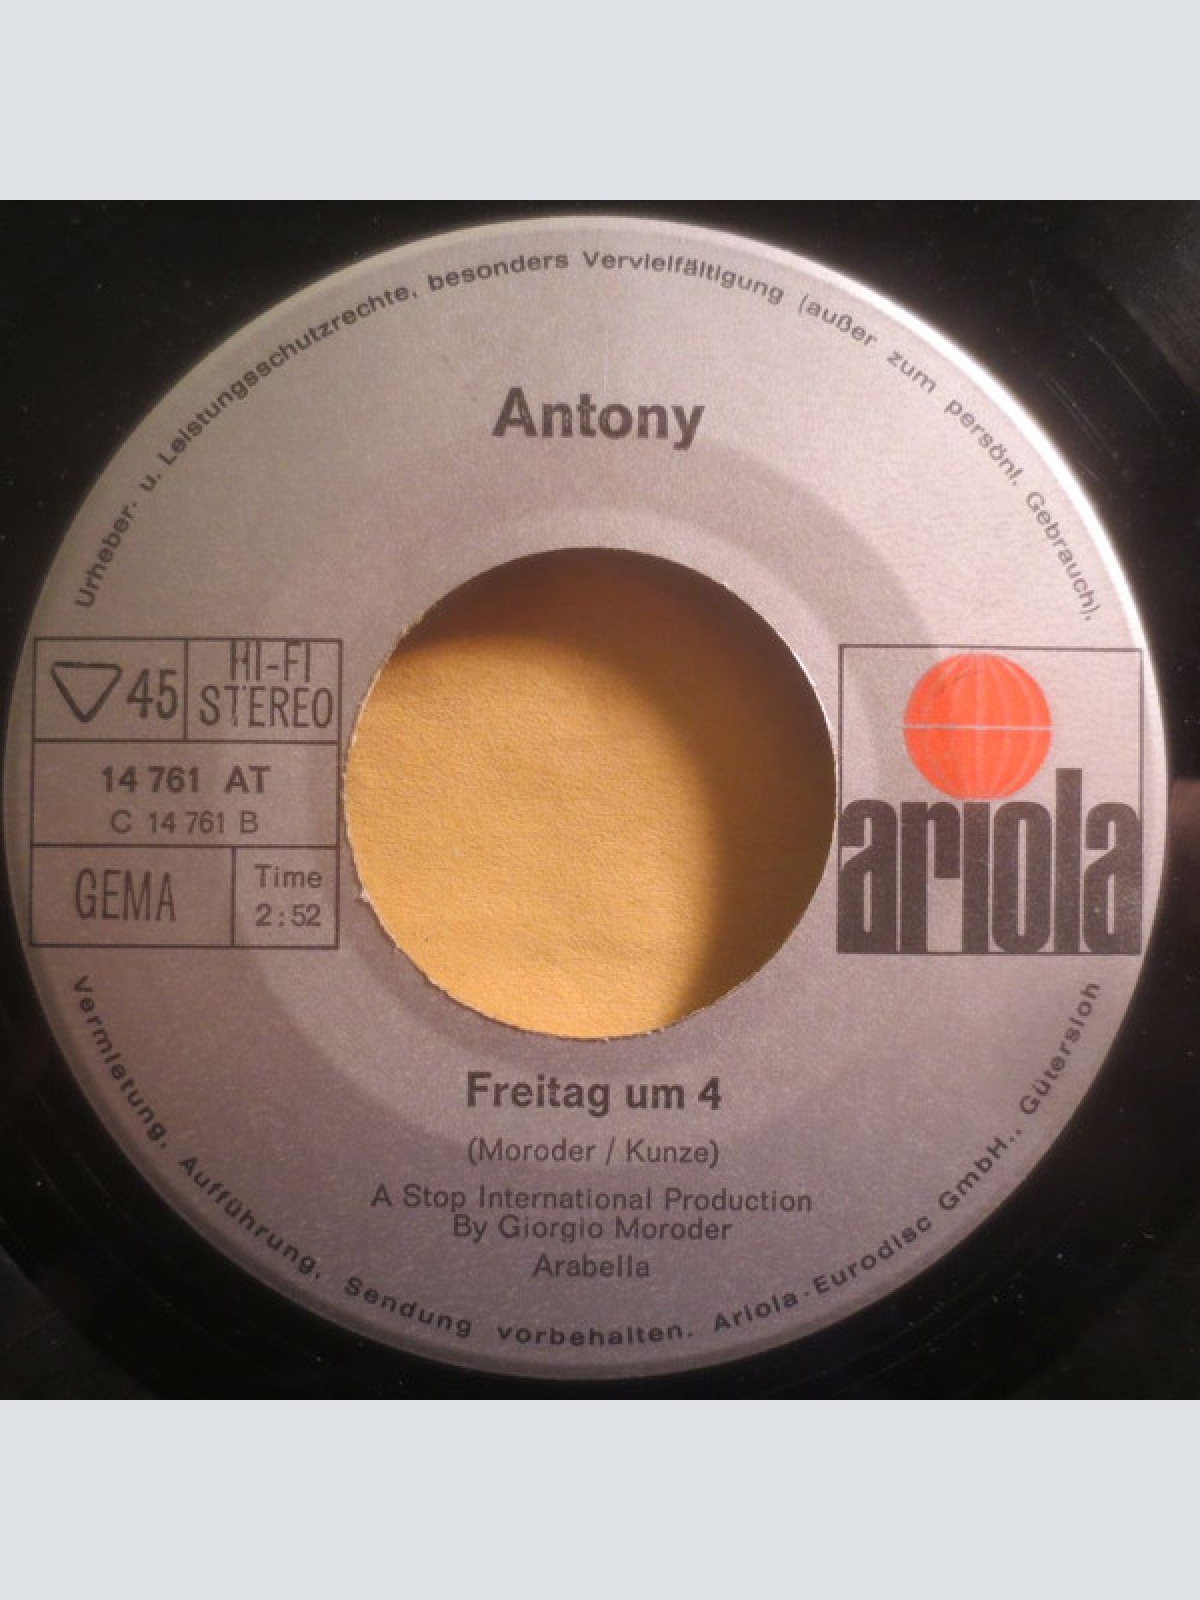 Urheber- u. Leistungsschutzrechte, besonders Vervielfältigung (außer zum persönl. Gebrauch),
Antony
45
HI-FI
STEREO
14 761 AT
C 14 761 B
GEMA
Time
2:52
ariola
Freitag um 4
(Moroder / Kunze)
A Stop International Production
By Giorgio Moroder
Arabella
Vermietung, Aufführung, Sendung vorbehalten. Ariola-Eurodisc GmbH., Gütersloh